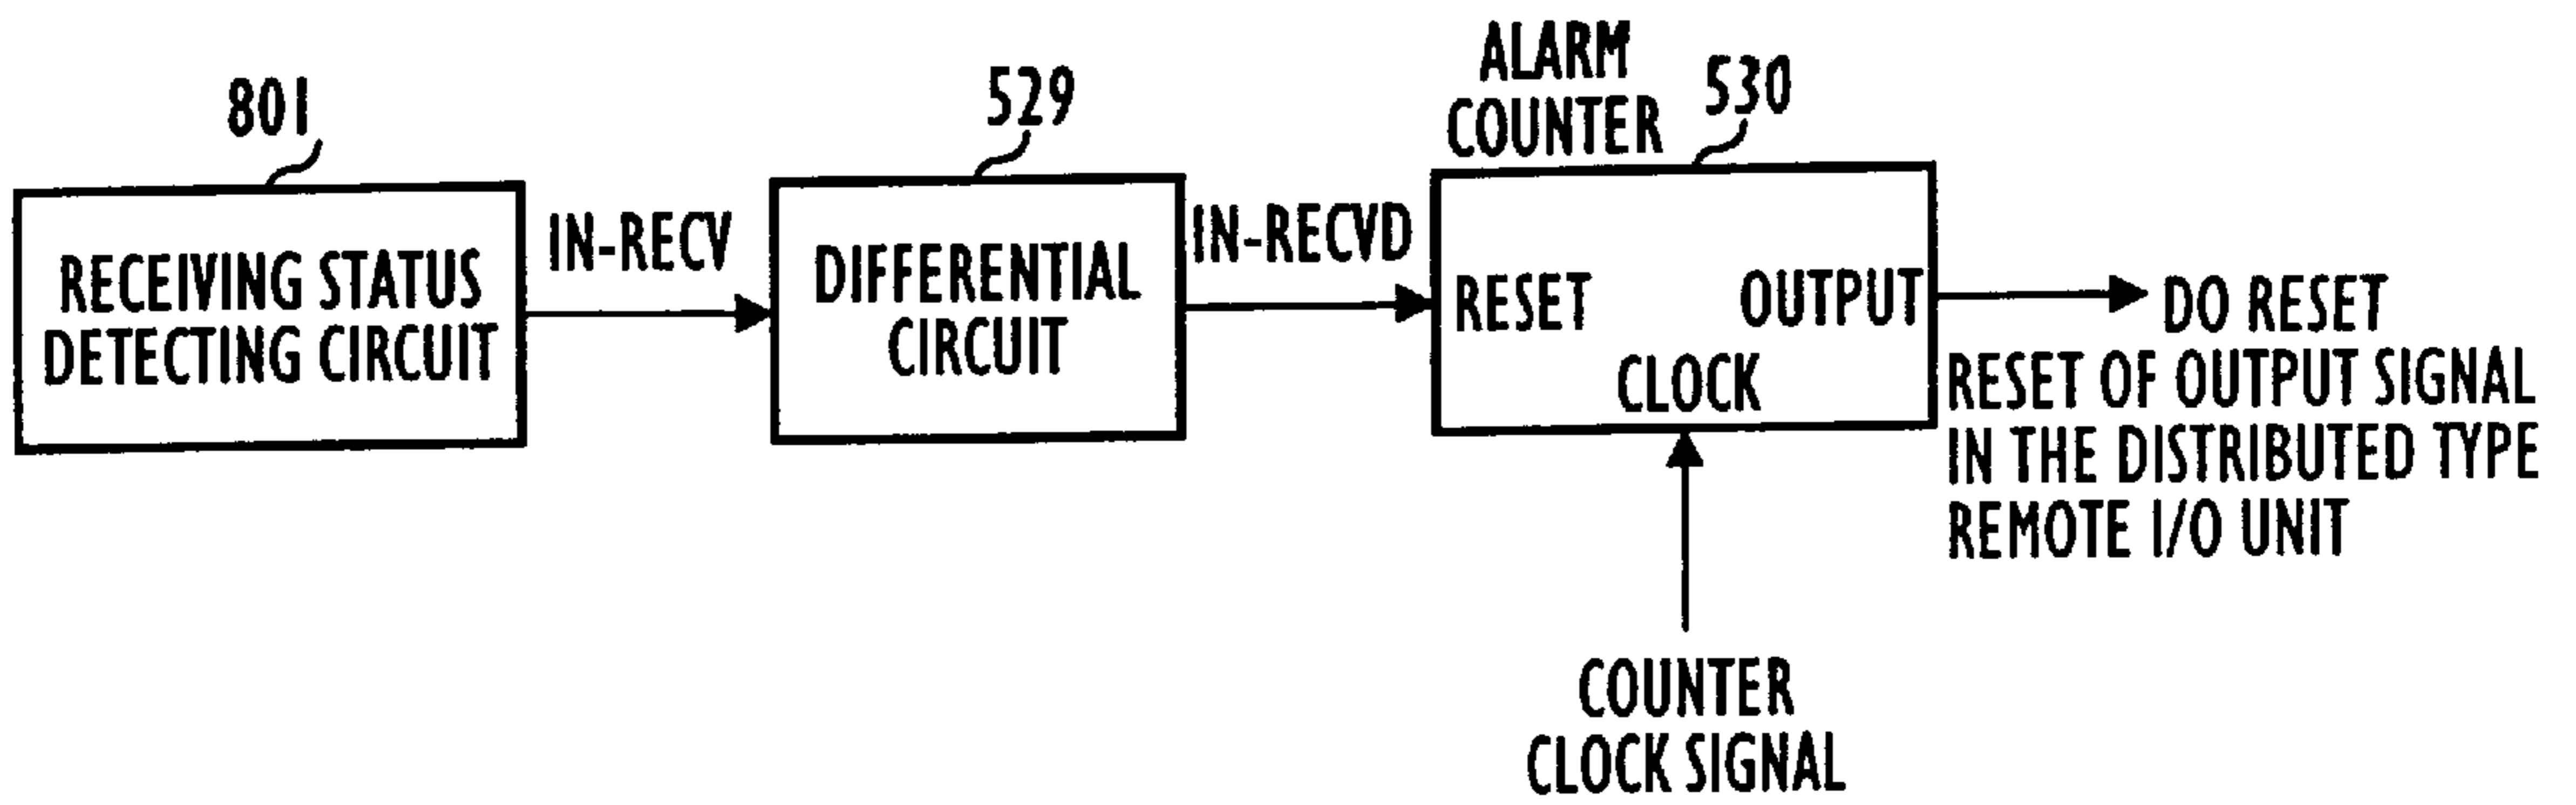 801
RECEIVING STATUS
DETECTING CIRCUIT
IN-RECV
529
DIFFERENTIAL
CIRCUIT
IN-RECVD
ALARM
COUNTER
530
RESET
OUTPUT
CLOCK
COUNTER
CLOCK SIGNAL
DO RESET
RESET OF OUTPUT SIGNAL
IN THE DISTRIBUTED TYPE
REMOTE I/O UNIT